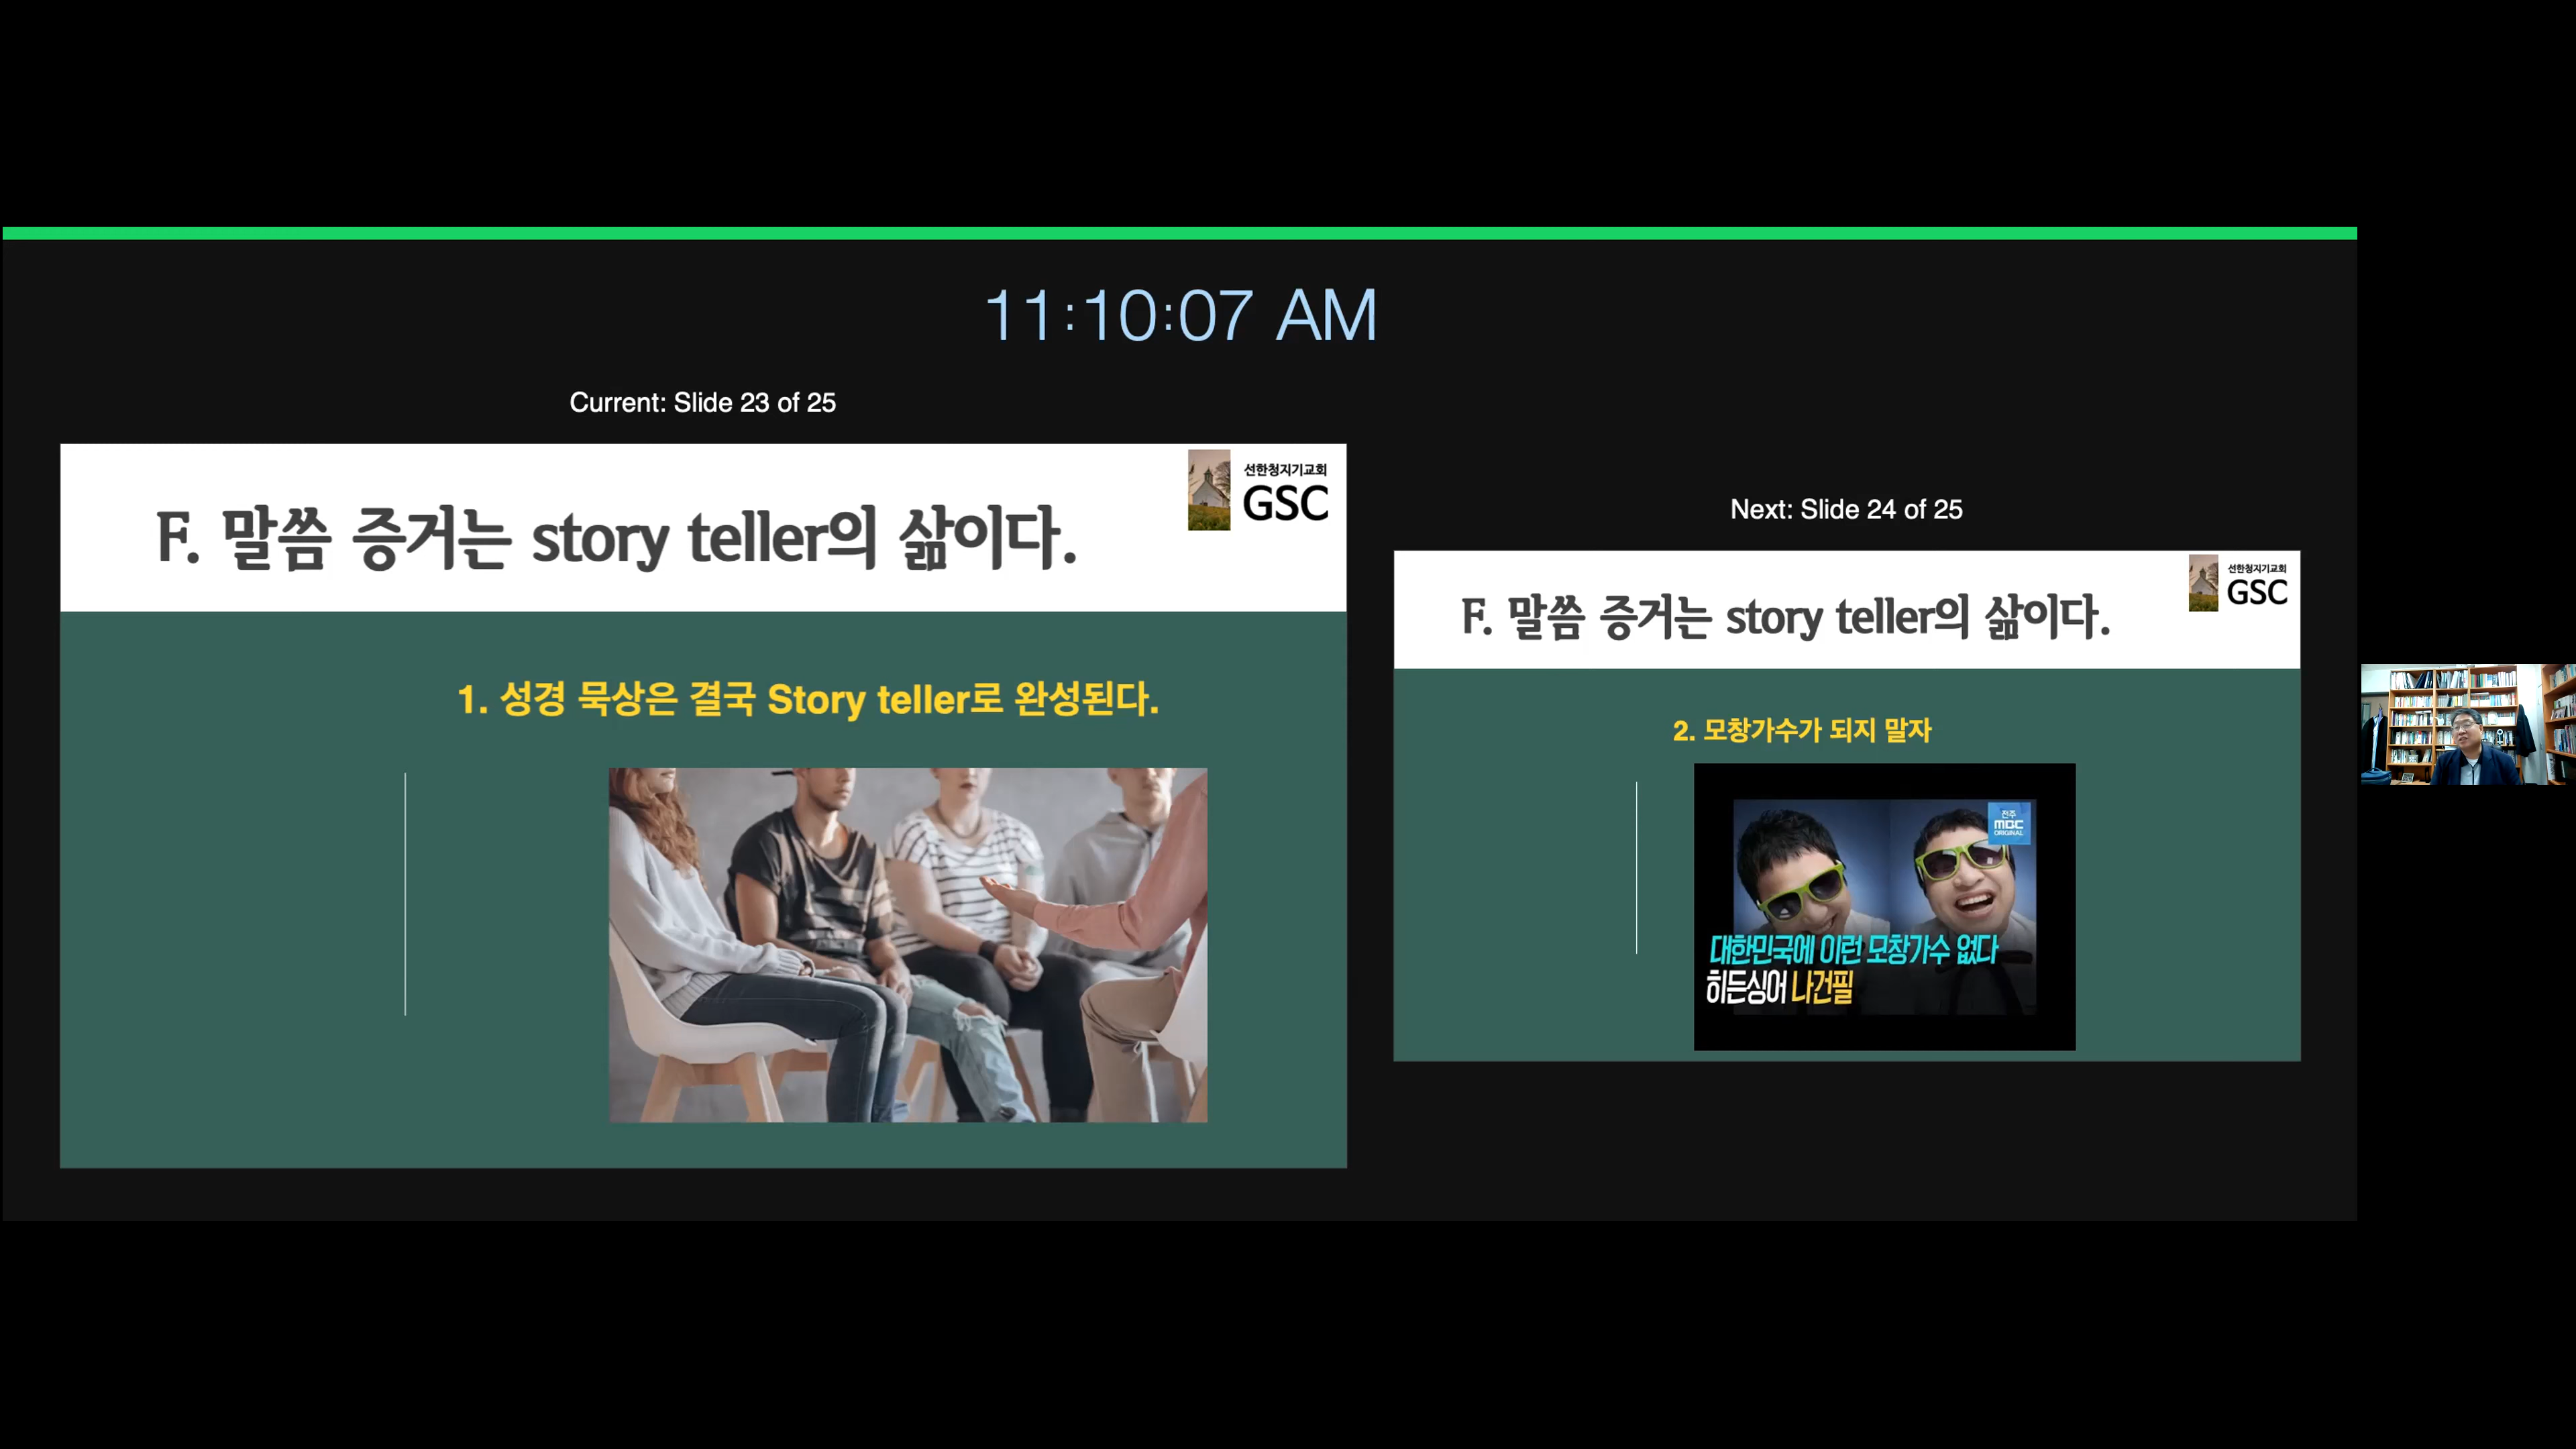 11:10:07 AM
Current: Slide 23 of 25
선한청지기교회
GSC
F. 말씀 증거는 story teller의 삶이다.
1. 성경 묵상은 결국 Story teller로 완성된다.
Next: Slide 24 of 25
선한청지기교회
GSC
F. 말씀 증거는 story teller의 삶이다.
2. 모창가수가 되지 말자
전주
MBC
ORIGINAL
대한민국에 이런 모창가수 없다
히든싱어 나건필